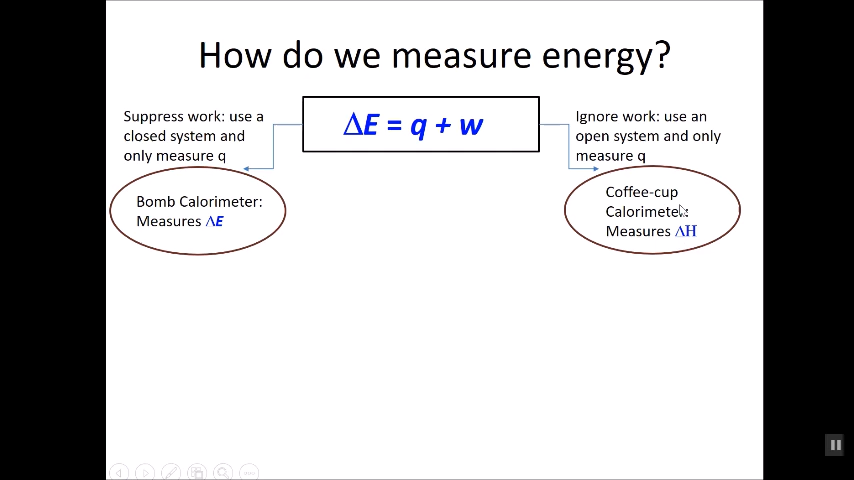 How do we measure energy?
Suppress work: use a
closed system and
only measure q
ΔE = q + w
Ignore work: use an
open system and only
measure q
Bomb Calorimeter:
Measures ΔE
Coffee-cup
Calorimeter:
Measures ΔH